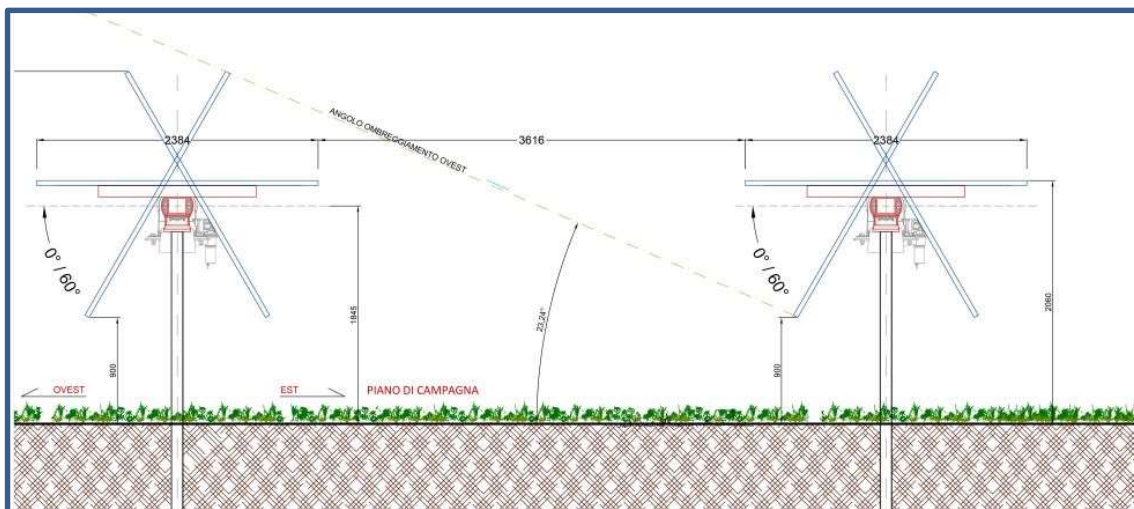 ANGOLO OMBREGGIAMENTO OVEST
2384
3616
2384
0° / 60°
0° / 60°
1845
23,24°
2060
900
900
OVEST
EST
PIANO DI CAMPAGNA